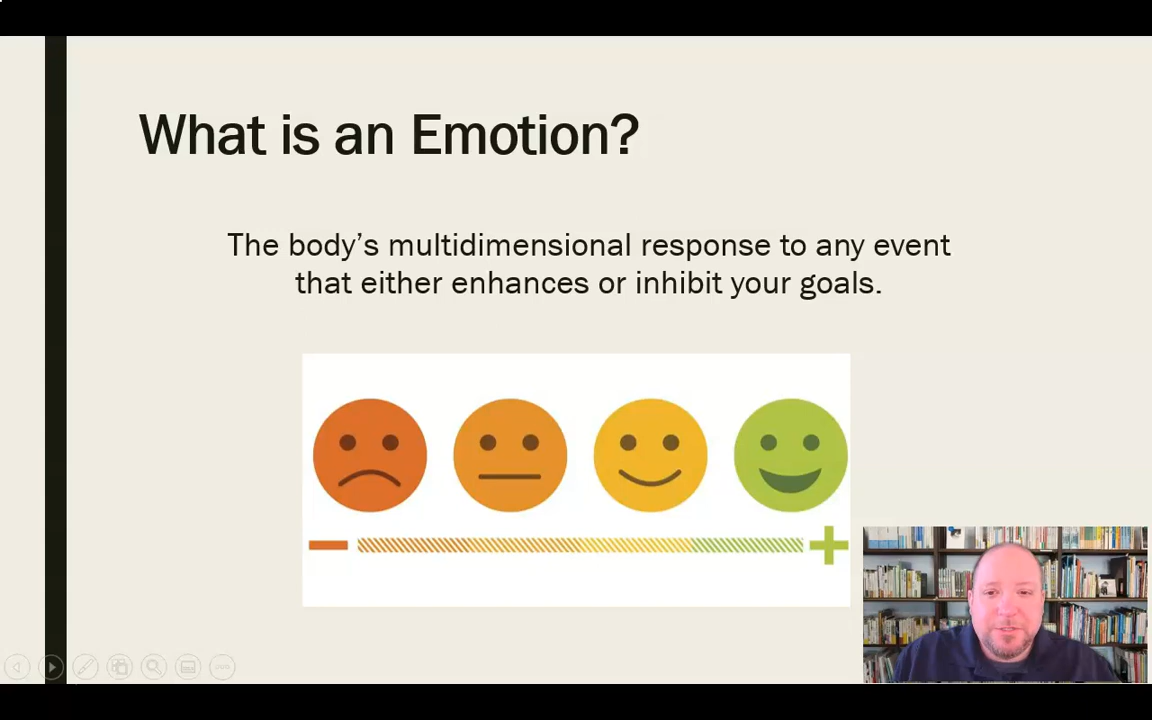 What is an Emotion?
The body's multidimensional response to any event
that either enhances or inhibit your goals.